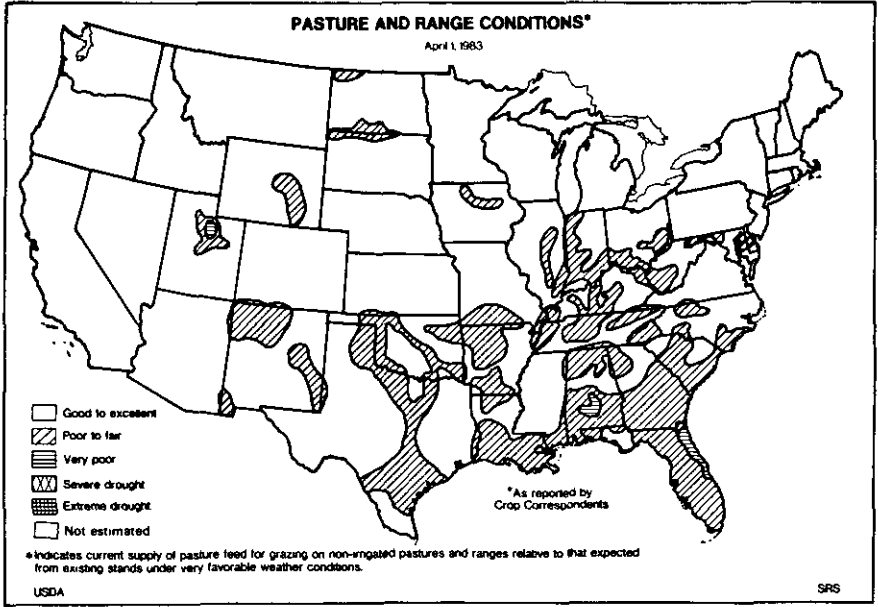 PASTURE AND RANGE CONDITIONS*
April 1, 1983
Good to excellent
Poor to fair
Very poor
Severe drought
Extreme drought
Not estimated
*As reported by
Crop Correspondents
*Indicates current supply of pasture feed for grazing on non-irrigated pastures and ranges relative to that expected
from existing stands under very favorable weather conditions.
USDA
SRS